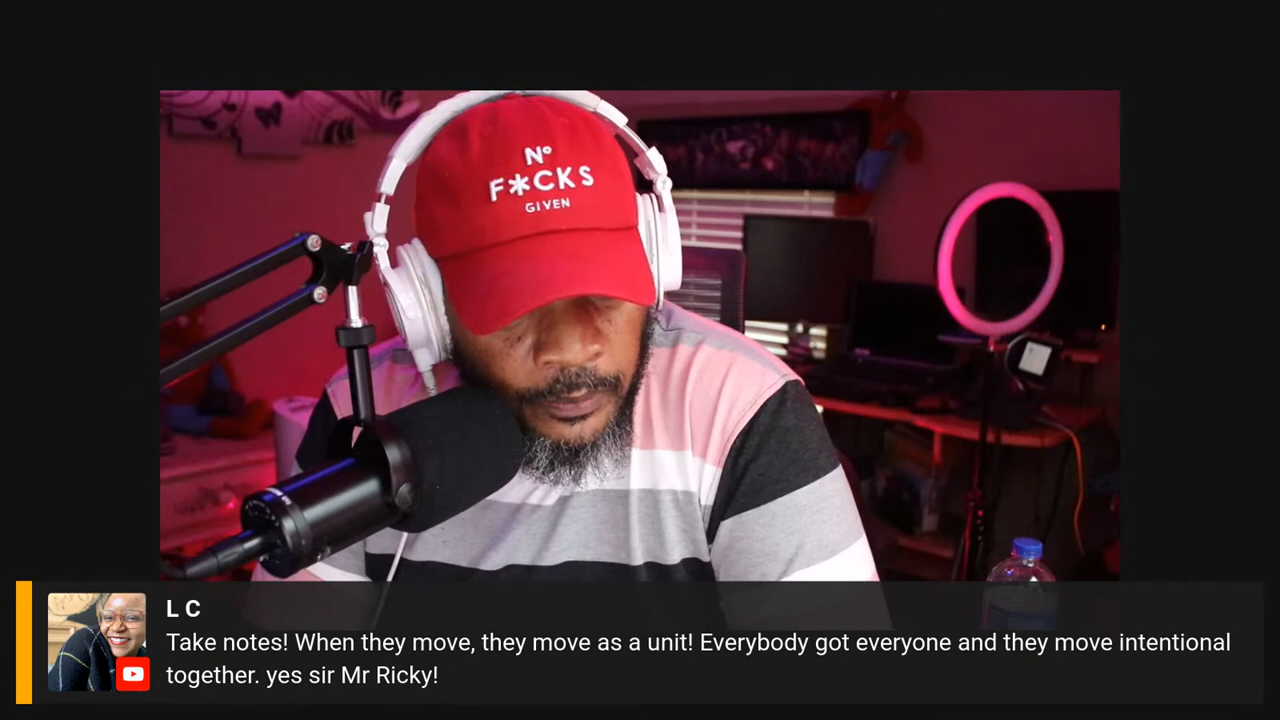 Nº
F*CKS
GIVEN
L C
Take notes! When they move, they move as a unit! Everybody got everyone and they move intentional
together. yes sir Mr Ricky!